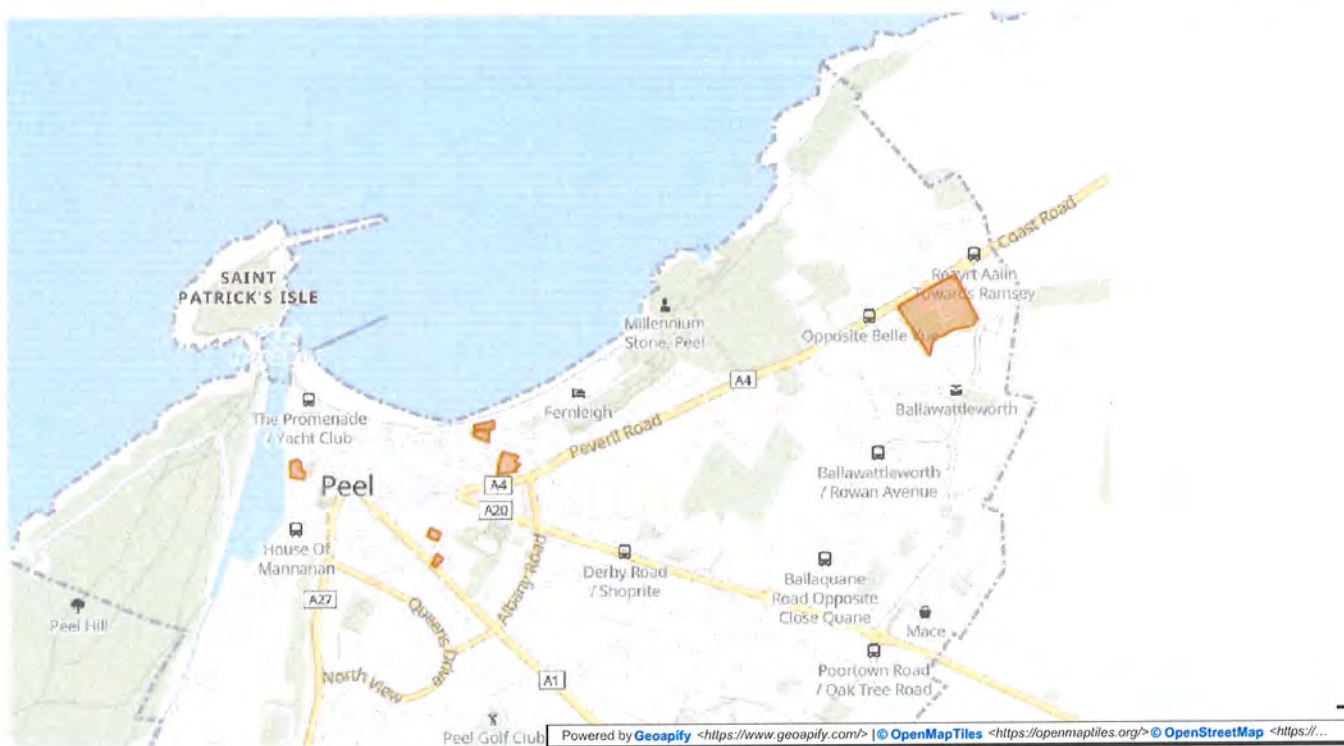 Coast Road
SAINT
PATRICK'S ISLE
Rozyrt Aalin
Towards Ramsey
Millennium
Stone, Peel
Opposite Belle Vue
A4
Ballawattleworth
Fernleigh
The Promenade
/ Yacht Club
Peveril Road
Ballawattleworth
/ Rowan Avenue
Peel
A4
A20
House Of
Mannanan
Albany Road
Derby Road
/ Shoprite
Ballaquane
Road Opposite
Close Quane
A27
Peel Hill
Queens Drive
Mace
North View
A1
Poortown Road
/ Oak Tree Road
Peel Golf Club
Powered by Geoapify <https://www.geoapify.com/> | © OpenMapTiles <https://openmaptiles.org/> © OpenStreetMap <https://...